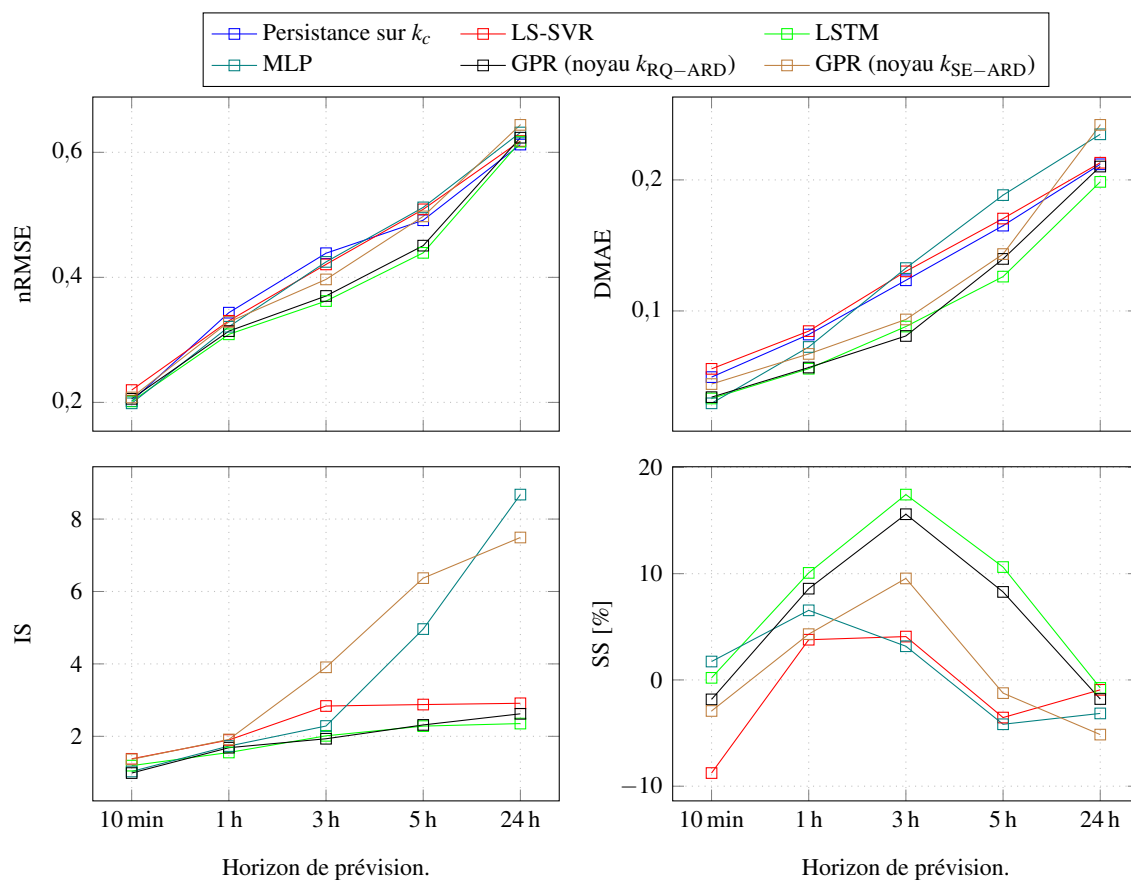 Persistance sur k_c LS-SVR LSTM
MLP GPR (noyau k_RQ−ARD) GPR (noyau k_SE−ARD)
nRMSE
0,6
0,4
0,2
DMAE
0,2
0,1
IS
8
6
4
2
10 min 1 h 3 h 5 h 24 h
Horizon de prévision.
SS [%]
20
10
0
−10
10 min 1 h 3 h 5 h 24 h
Horizon de prévision.